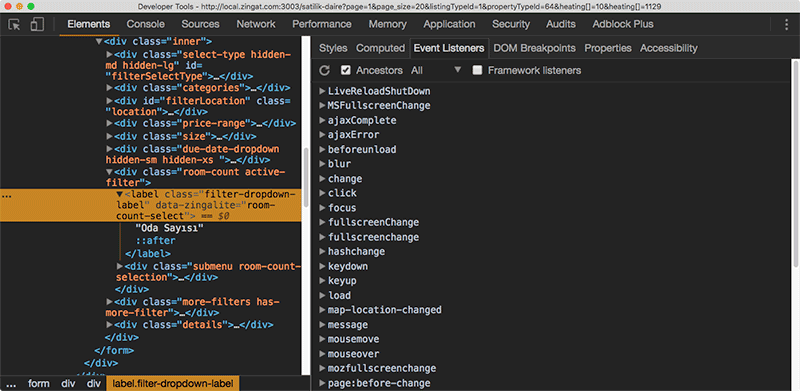 Developer Tools - http://local.zingat.com:3003/satilik-daire?page=1&page_size=20&listingTypeId=1&propertyTypeId=64&heating[]=10&heating[]=1129
Elements Console Sources Network Performance Memory Application Security Audits Adblock Plus
▼<div class="inner">
▶<div class="select-type hidden-
md hidden-lg" id=
"filterSelectType">…</div>
▶<div class="categories">…</div>
▶<div id="filterLocation" class=
"location">…</div>
▶<div class="price-range">…</div>
▶<div class="size">…</div>
▶<div class="due-date-dropdown
hidden-sm hidden-xs ">…</div>
▼<div class="room-count active-
filter">
… ▼<label class="filter-dropdown-
label" data-zingalite="room-
count-select"> == $0
"Oda Sayısı"
::after
</label>
▶<div class="submenu room-count-
selection">…</div>
</div>
▶<div class="more-filters has-
more-filter">…</div>
▶<div class="details">…</div>
</div>
</form>
</div>
</div>
… form div div label.filter-dropdown-label
Styles Computed Event Listeners DOM Breakpoints Properties Accessibility
Ancestors All ▼ Framework listeners
▶LiveReloadShutDown
▶MSFullscreenChange
▶ajaxComplete
▶ajaxError
▶beforeunload
▶blur
▶change
▶click
▶focus
▶fullscreenChange
▶fullscreenchange
▶hashchange
▶keydown
▶keyup
▶load
▶map-location-changed
▶message
▶mousemove
▶mouseover
▶mozfullscreenchange
▶page:before-change